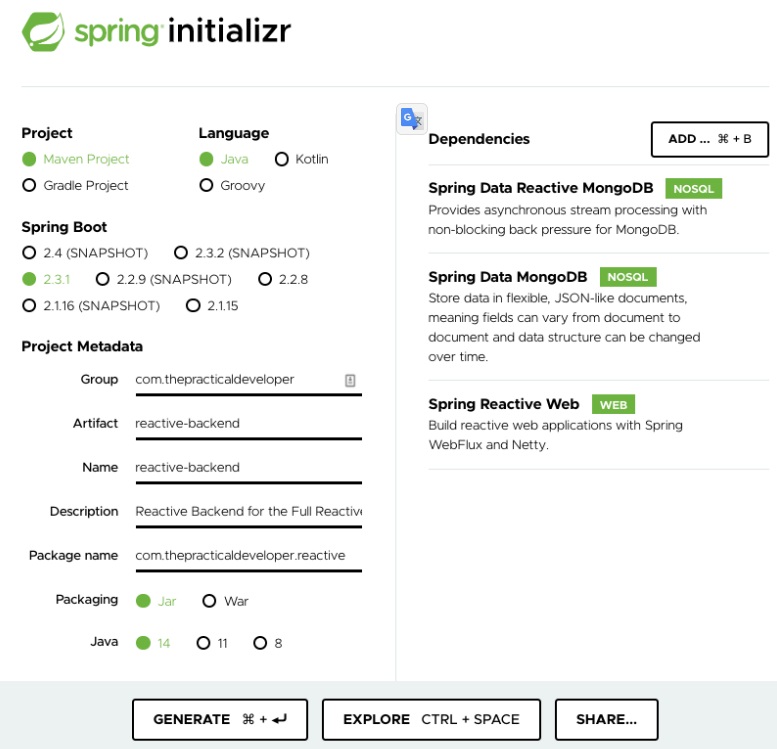 spring initializr
Project
Maven Project
Gradle Project
Language
Java Kotlin
Groovy
Spring Boot
2.4 (SNAPSHOT) 2.3.2 (SNAPSHOT)
2.3.1 2.2.9 (SNAPSHOT) 2.2.8
2.1.16 (SNAPSHOT) 2.1.15
Project Metadata
Group com.thepracticaldeveloper
Artifact reactive-backend
Name reactive-backend
Description Reactive Backend for the Full Reactive
Package name com.thepracticaldeveloper.reactive
Packaging Jar War
Java 14 11 8
G 文
Dependencies ADD ... ⌘ + B
Spring Data Reactive MongoDB NOSQL
Provides asynchronous stream processing with
non-blocking back pressure for MongoDB.
Spring Data MongoDB NOSQL
Store data in flexible, JSON-like documents,
meaning fields can vary from document to
document and data structure can be changed
over time.
Spring Reactive Web WEB
Build reactive web applications with Spring
WebFlux and Netty.
GENERATE ⌘ + ↵ EXPLORE CTRL + SPACE SHARE...